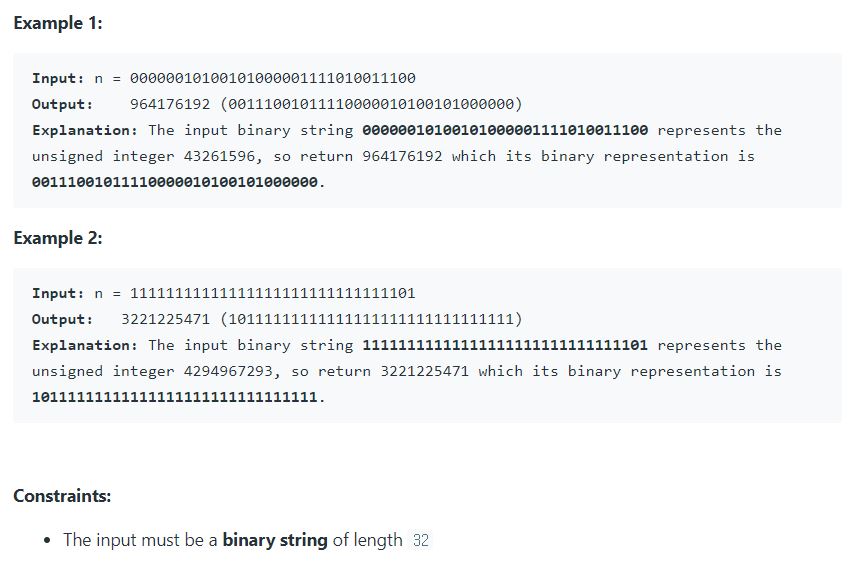 Example 1:
Input: n = 00000010100101000001111010011100
Output:    964176192 (00111001011110000010100101000000)
Explanation: The input binary string 00000010100101000001111010011100 represents the
unsigned integer 43261596, so return 964176192 which its binary representation is
00111001011110000010100101000000.
Example 2:
Input: n = 11111111111111111111111111111101
Output:   3221225471 (10111111111111111111111111111111)
Explanation: The input binary string 11111111111111111111111111111101 represents the
unsigned integer 4294967293, so return 3221225471 which its binary representation is
10111111111111111111111111111111.
Constraints:
• The input must be a binary string of length 32